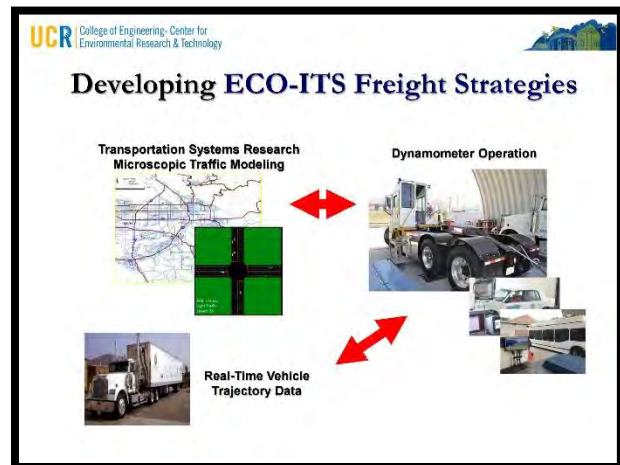 UCR College of Engineering- Center for
Environmental Research & Technology
Developing ECO-ITS Freight Strategies
Transportation Systems Research
Microscopic Traffic Modeling
Dynamometer Operation
Real-Time Vehicle
Trajectory Data